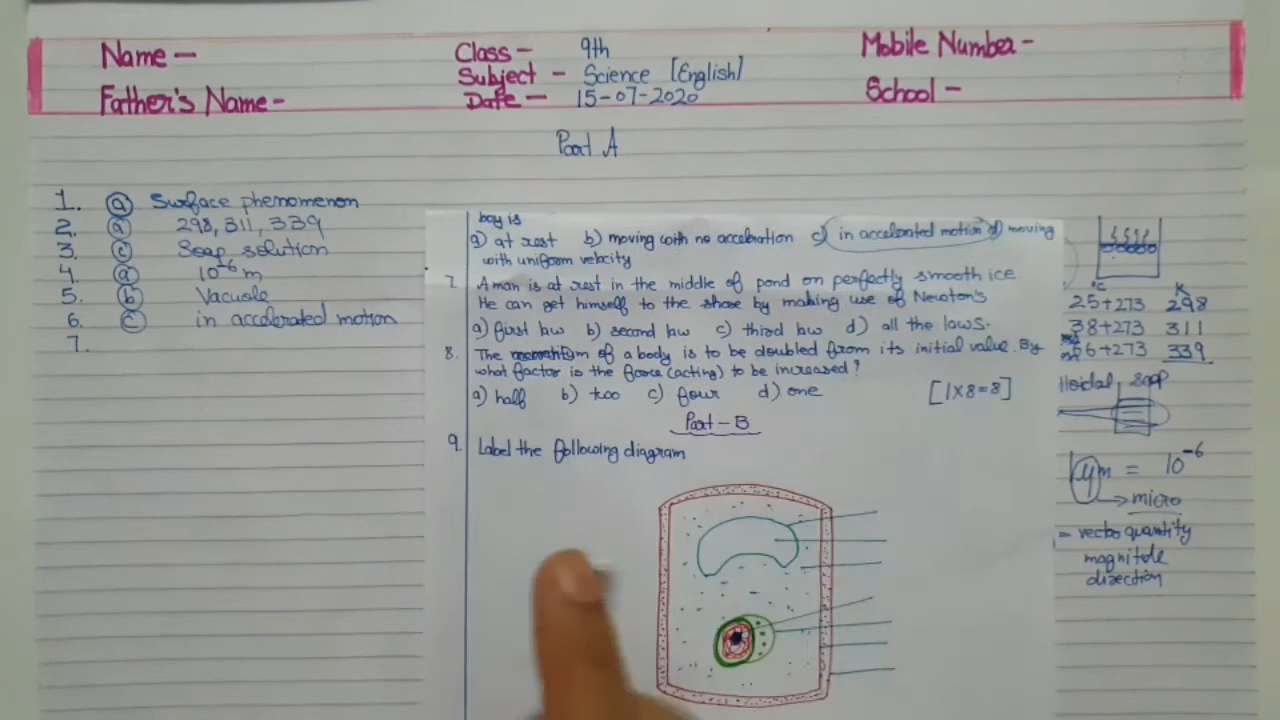 Name -
Class - 9th
Mobile Number -
Subject - Science [English]
Father's Name -
Date - 15-07-2020
School -
Part A
1. a Surface phenomenon
2. a 298, 311, 339
3. c Soap solution
4. a 10-6 m
5. b Vacuole
6. c in accelerated motion
7.
boy is
a) at rest b) moving with no acceleration c) in accelerated motion d) moving
with uniform velocity
7. A man is at rest in the middle of pond on perfectly smooth ice
He can get himself to the shore by making use of Newton's
a) first law b) second law c) third law d) all the laws.
8. The momentum of a body is to be doubled from its initial value. By
what factor is the force (acting) to be increased?
a) half b) two c) four d) one [1x8=8]
Part - B
9. Label the following diagram
°C K
25+273 298
38+273 311
66+273 339
lloidal soap
1μm = 10-6
micro
= vector quantity
magnitude
direction